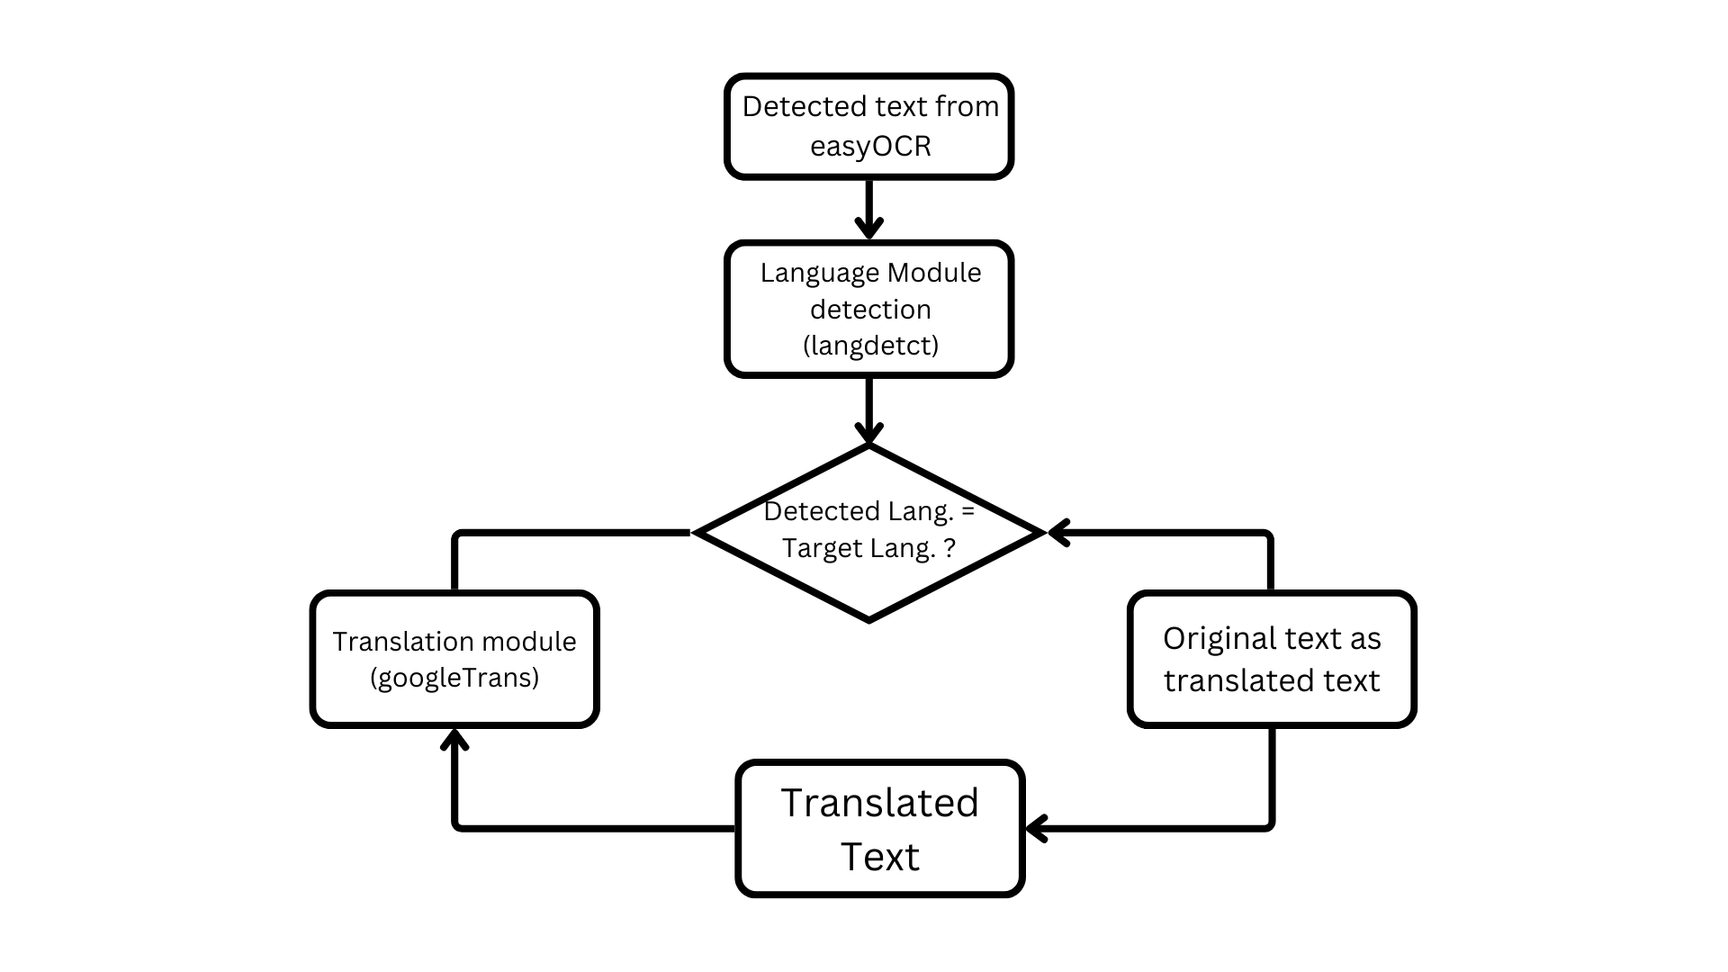 Detected text from
easyOCR
Language Module
detection
(langdetct)
Detected Lang. =
Target Lang. ?
Translation module
(googleTrans)
Original text as
translated text
Translated
Text